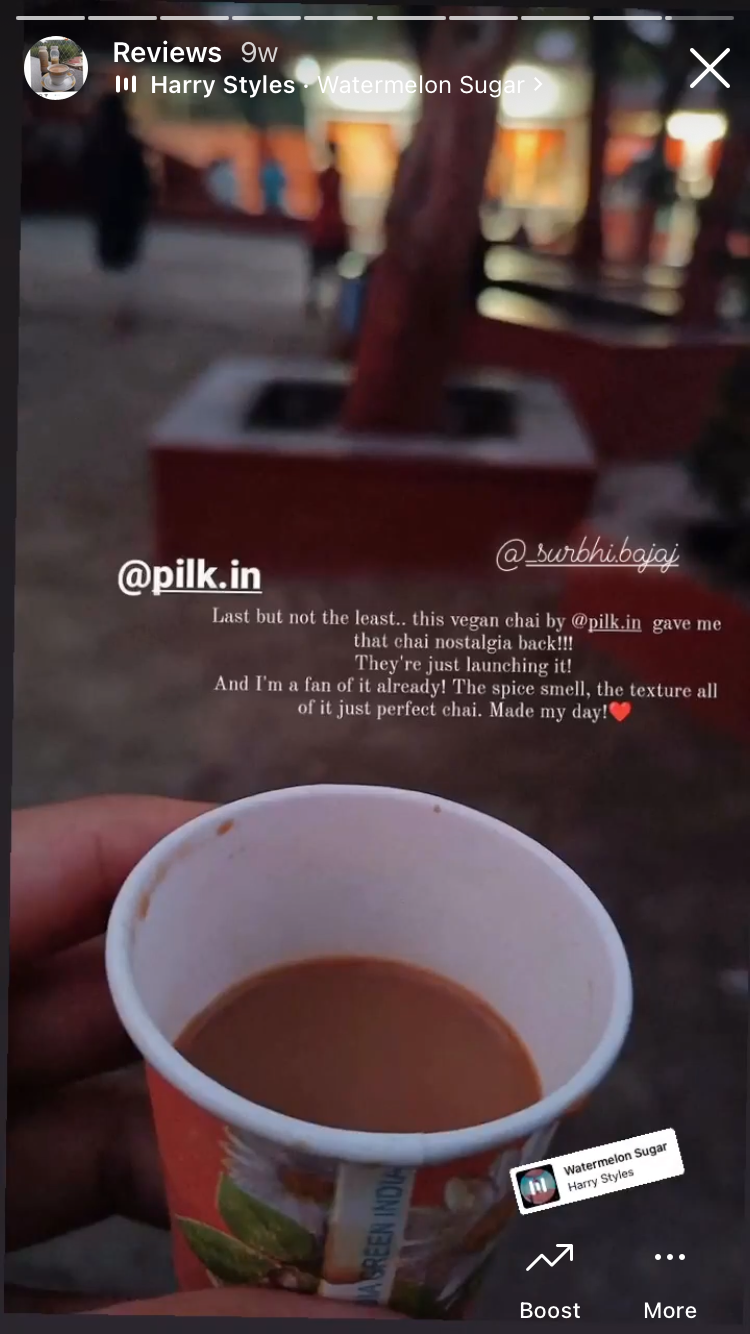 Reviews 9w
Harry Styles · Watermelon Sugar >
@_surbhi.bajaj
@pilk.in
Last but not the least.. this vegan chai by @pilk.in gave me
that chai nostalgia back!!!
They're just launching it!
And I'm a fan of it already! The spice smell, the texture all
of it just perfect chai. Made my day!❤️
Watermelon Sugar
Harry Styles
GREEN INDIA
Boost More